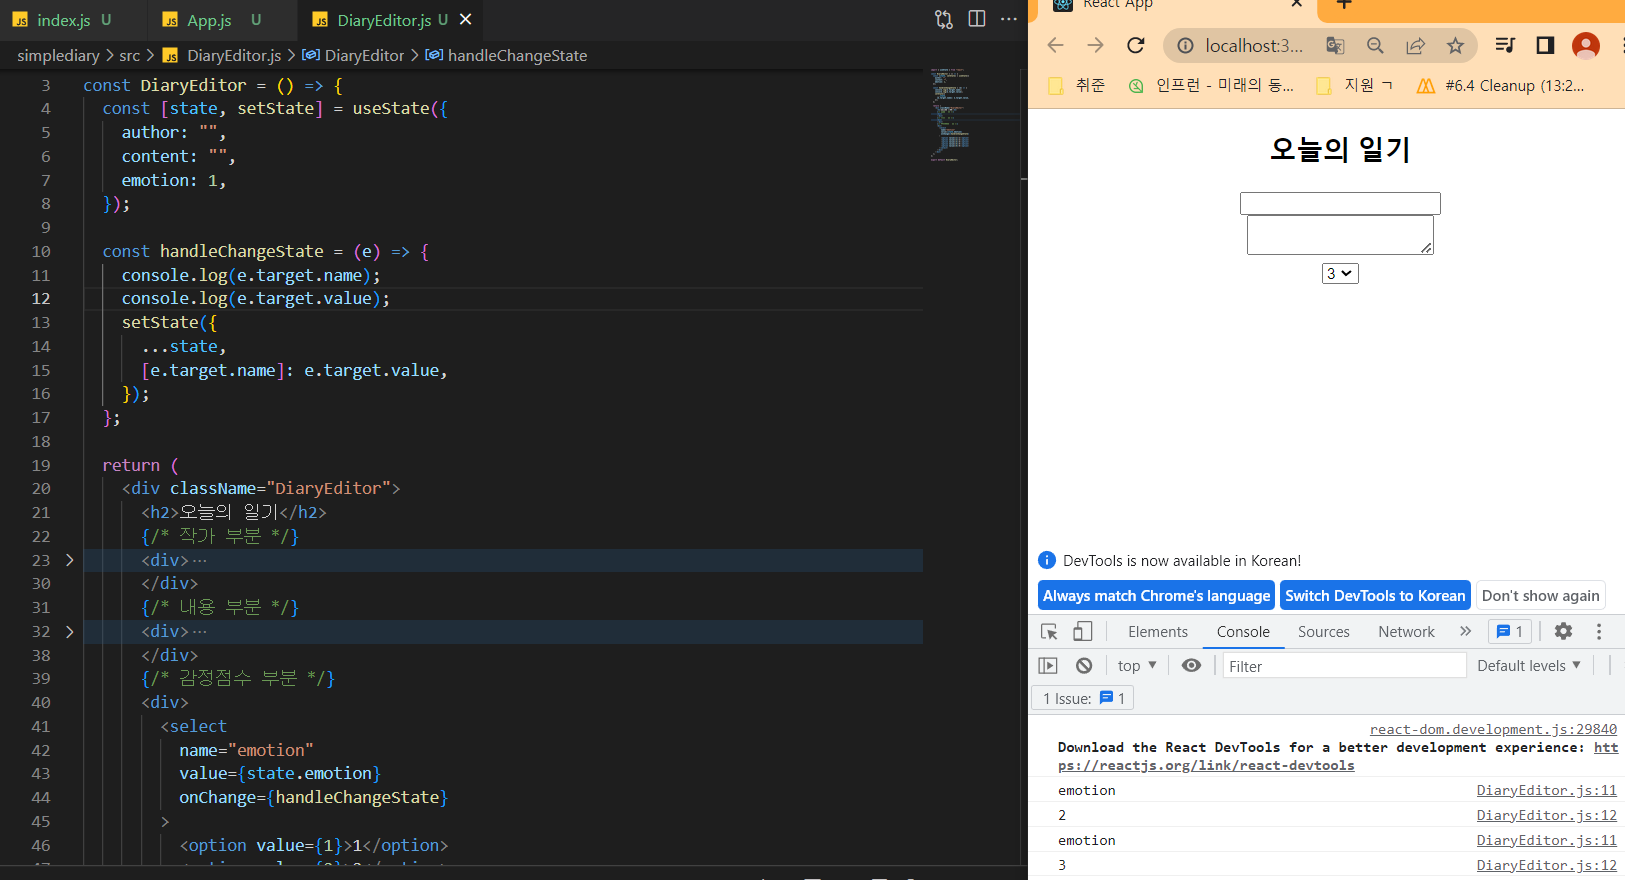 index.js U
App.js U
DiaryEditor.js U
simplediary > src > DiaryEditor.js > DiaryEditor > handleChangeState
3 const DiaryEditor = () => {
4 const [state, setState] = useState({
5 author: "",
6 content: "",
7 emotion: 1,
8 });
9
10 const handleChangeState = (e) => {
11 console.log(e.target.name);
12 console.log(e.target.value);
13 setState({
14 ...state,
15 [e.target.name]: e.target.value,
16 });
17 };
18
19 return (
20 <div className="DiaryEditor">
21 <h2>오늘의 일기</h2>
22 {/* 작가 부분 */}
23 <div>…
30 </div>
31 {/* 내용 부분 */}
32 <div>…
38 </div>
39 {/* 감정점수 부분 */}
40 <div>
41 <select
42 name="emotion"
43 value={state.emotion}
44 onChange={handleChangeState}
45 >
46 <option value={1}>1</option>
React App
localhost:3...
취준
인프런 - 미래의 동...
지원 ㄱ
#6.4 Cleanup (13:2...
오늘의 일기
3
DevTools is now available in Korean!
Always match Chrome's language
Switch DevTools to Korean
Don't show again
Elements
Console
Sources
Network
1
top
Filter
Default levels
1 Issue: 1
react-dom.development.js:29840
Download the React DevTools for a better development experience: htt
ps://reactjs.org/link/react-devtools
emotion DiaryEditor.js:11
2 DiaryEditor.js:12
emotion DiaryEditor.js:11
3 DiaryEditor.js:12